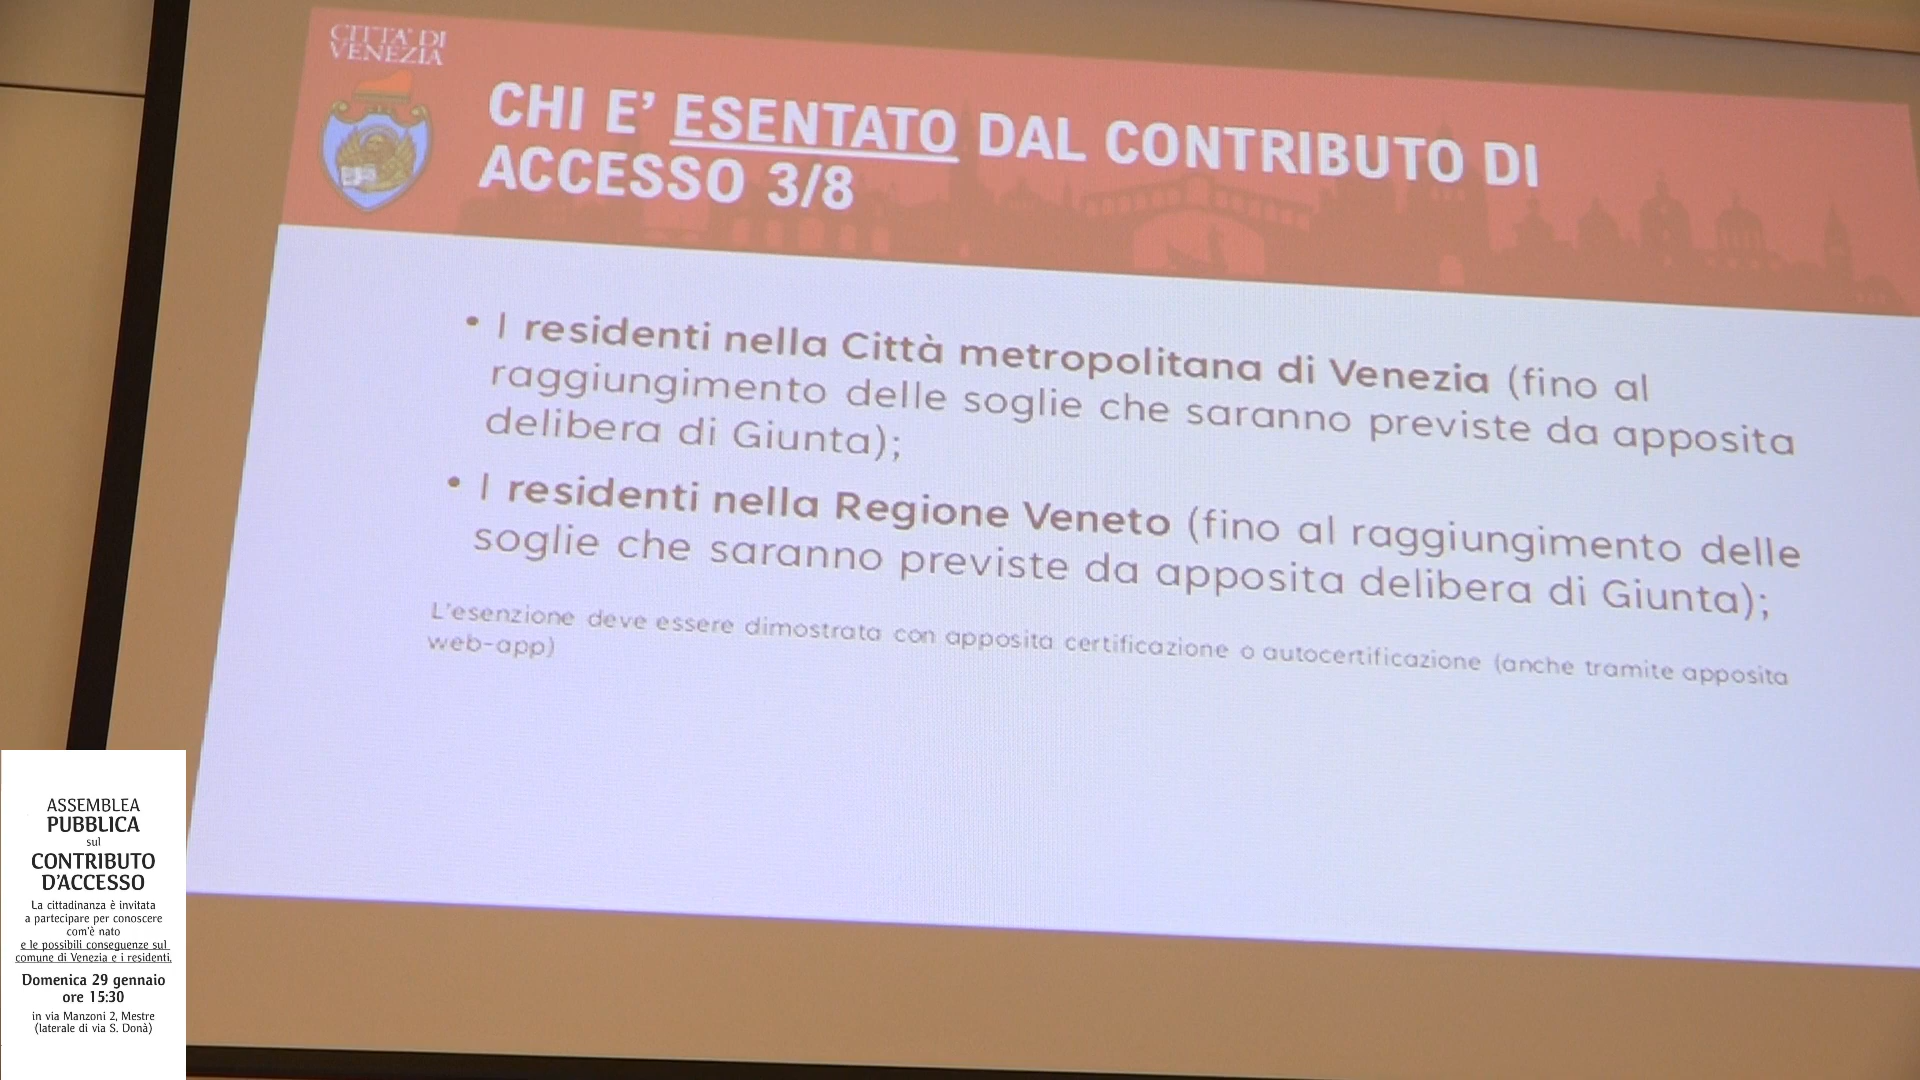 CITTA' DI
VENEZIA
CHI E' ESENTATO DAL CONTRIBUTO DI
ACCESSO 3/8
• I residenti nella Città metropolitana di Venezia (fino al
raggiungimento delle soglie che saranno previste da apposita
delibera di Giunta);
• I residenti nella Regione Veneto (fino al raggiungimento delle
soglie che saranno previste da apposita delibera di Giunta);
L'esenzione deve essere dimostrata con apposita certificazione o autocertificazione (anche tramite apposita
web-app)
ASSEMBLEA
PUBBLICA
sul
CONTRIBUTO
D'ACCESSO
La cittadinanza è invitata
a partecipare per conoscere
com'è nato
e le possibili conseguenze sul
comune di Venezia e i residenti.
Domenica 29 gennaio
ore 15:30
in via Manzoni 2, Mestre
(laterale di via S. Donà)